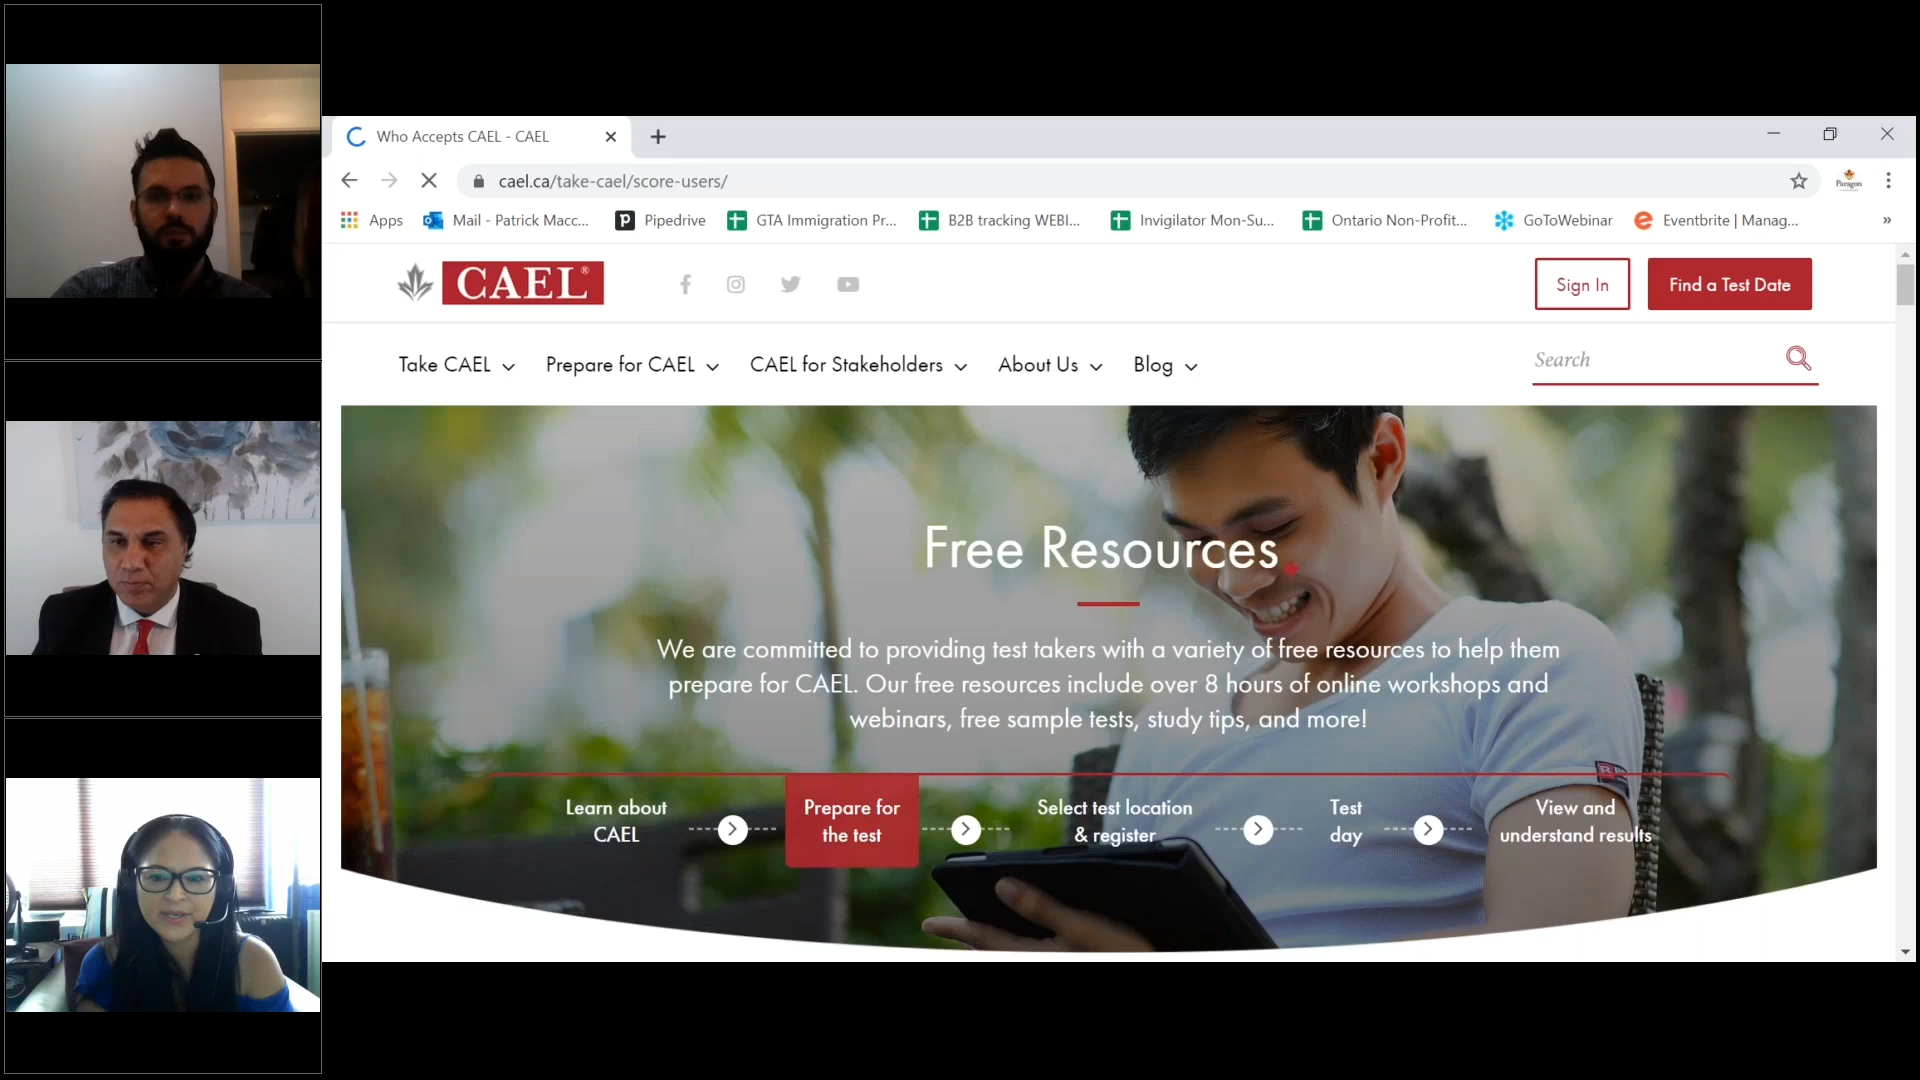 Who Accepts CAEL - CAEL
cael.ca/take-cael/score-users/
Paragon
Apps
Mail - Patrick Macc...
Pipedrive
GTA Immigration Pr...
B2B tracking WEBI...
Invigilator Mon-Su...
Ontario Non-Profit...
GoToWebinar
Eventbrite | Manag...
»
CAEL®
Sign In
Find a Test Date
Take CAEL
Prepare for CAEL
CAEL for Stakeholders
About Us
Blog
Search
Free Resources
We are committed to providing test takers with a variety of free resources to help them
prepare for CAEL. Our free resources include over 8 hours of online workshops and
webinars, free sample tests, study tips, and more!
Learn about
CAEL
Prepare for
the test
Select test location
& register
Test
day
View and
understand results